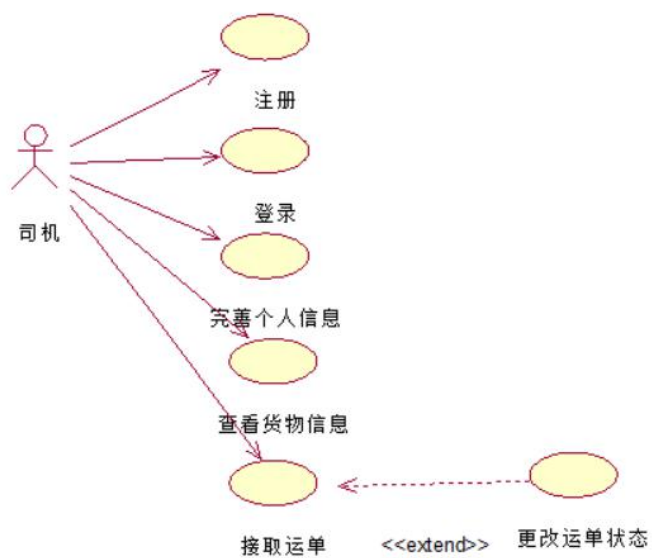 注册
登录
司机
完善个人信息
查看货物信息
接取运单
<<extend>>
更改运单状态